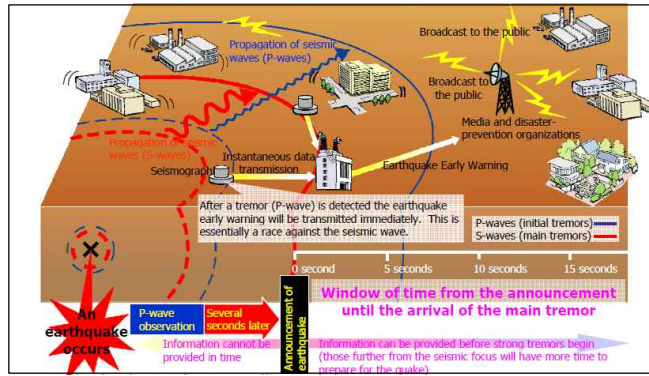 Broadcast to the public
Propagation of seismic
waves (P-waves)
Broadcast to
the public
Media and disaster-
prevention organizations
Propagation of seismic
waves (S-waves)
Instantaneous data
transmission
Seismograph
Earthquake Early Warning
After a tremor (P-wave) is detected the earthquake
early warning will be transmitted immediately. This is
essentially a race against the seismic wave.
P-waves (initial tremors)
S-waves (main tremors)
0 second
5 seconds
10 seconds
15 seconds
An
earthquake
occurs
P-wave
observation
Several
seconds later
Announcement of
earthquake
Window of time from the announcement
until the arrival of the main tremor
Information cannot be
provided in time
Information can be provided before strong tremors begin
(those further from the seismic focus will have more time to
prepare for the quake)